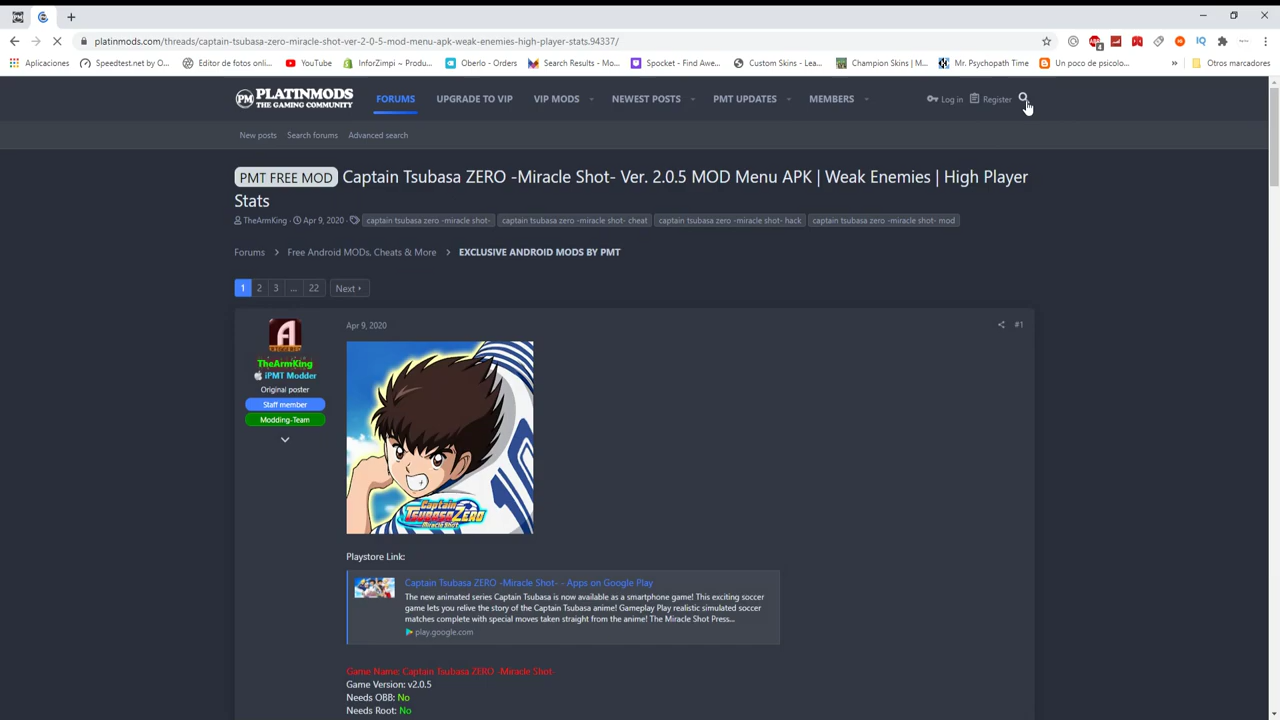 platinmods.com/threads/captain-tsubasa-zero-miracle-shot-ver-2-0-5-mod-menu-apk-weak-enemies-high-player-stats.94337/
Aplicaciones Speedtest.net by O... Editor de fotos onli... YouTube InforZimpi ~ Produ... Oberlo - Orders Search Results - Mo... Spocket - Find Awe... Custom Skins - Lea... Champion Skins | M... Mr. Psychopath Time Un poco de psicolo... » Otros marcadores
PM PLATINMODS THE GAMING COMMUNITY FORUMS UPGRADE TO VIP VIP MODS NEWEST POSTS PMT UPDATES MEMBERS Log in Register
New posts Search forums Advanced search
PMT FREE MOD Captain Tsubasa ZERO -Miracle Shot- Ver. 2.0.5 MOD Menu APK | Weak Enemies | High Player
Stats
TheArmKing · Apr 9, 2020 · captain tsubasa zero -miracle shot- captain tsubasa zero -miracle shot- cheat captain tsubasa zero -miracle shot- hack captain tsubasa zero -miracle shot- mod
Forums > Free Android MODs, Cheats & More > EXCLUSIVE ANDROID MODS BY PMT
1 2 3 ... 22 Next
Apr 9, 2020 #1
A
TheArmKing
iPMT Modder
Original poster
Staff member
Modding-Team
Captain
Tsubasa Zero
Miracle Shot
Playstore Link:
Captain Tsubasa ZERO -Miracle Shot- - Apps on Google Play
The new animated series Captain Tsubasa is now available as a smartphone game! This exciting soccer
game lets you relive the story of the Captain Tsubasa anime! Gameplay Play realistic simulated soccer
matches complete with special moves taken straight from the anime! The Miracle Shot Press...
play.google.com
Game Name: Captain Tsubasa ZERO -Miracle Shot-
Game Version: v2.0.5
Needs OBB: No
Needs Root: No